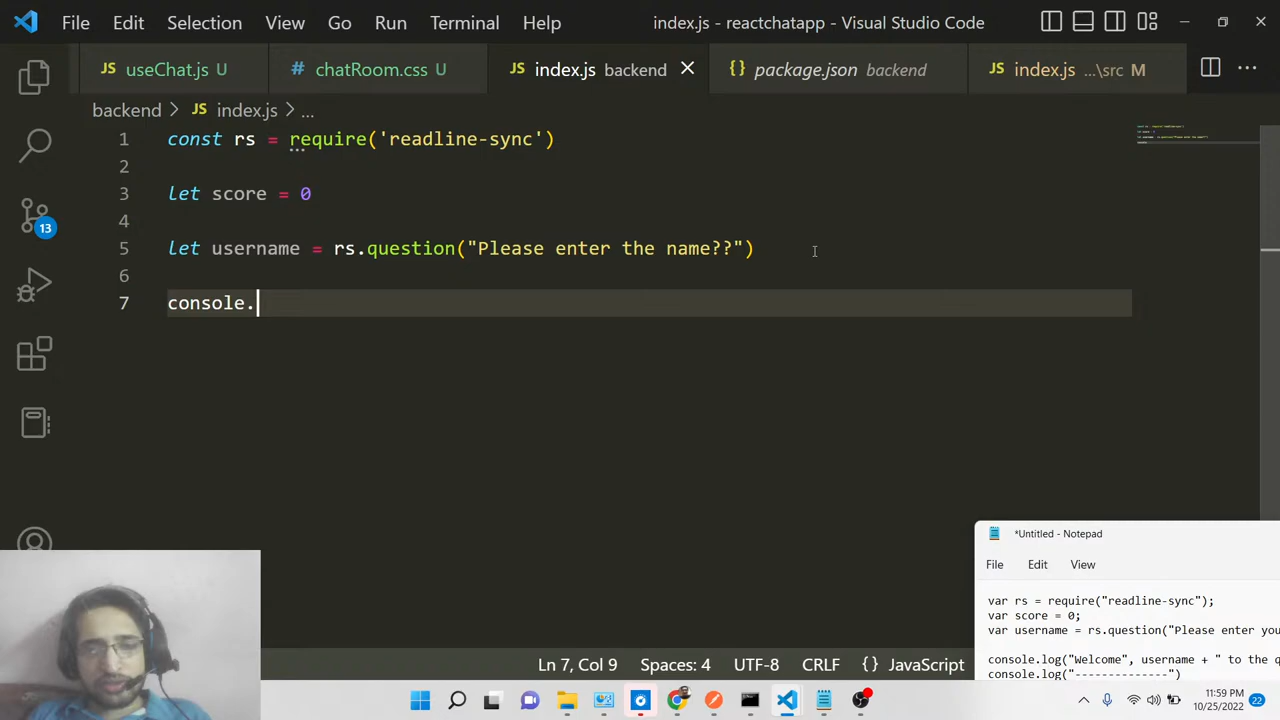 File Edit Selection View Go Run Terminal Help index.js - reactchatapp - Visual Studio Code
JS useChat.js U # chatRoom.css U JS index.js backend {} package.json backend JS index.js ...\src M
backend JS index.js ...
1 const rs = require('readline-sync')
2
3 let score = 0
4
5 let username = rs.question("Please enter the name??")
6
7 console.
13
*Untitled - Notepad
File Edit View
var rs = require("readline-sync");
var score = 0;
var username = rs.question("Please enter you
console.log("Welcome", username + " to the q
console.log("--------------")
Ln 7, Col 9 Spaces: 4 UTF-8 CRLF {} JavaScript
11:59 PM
10/25/2022
22